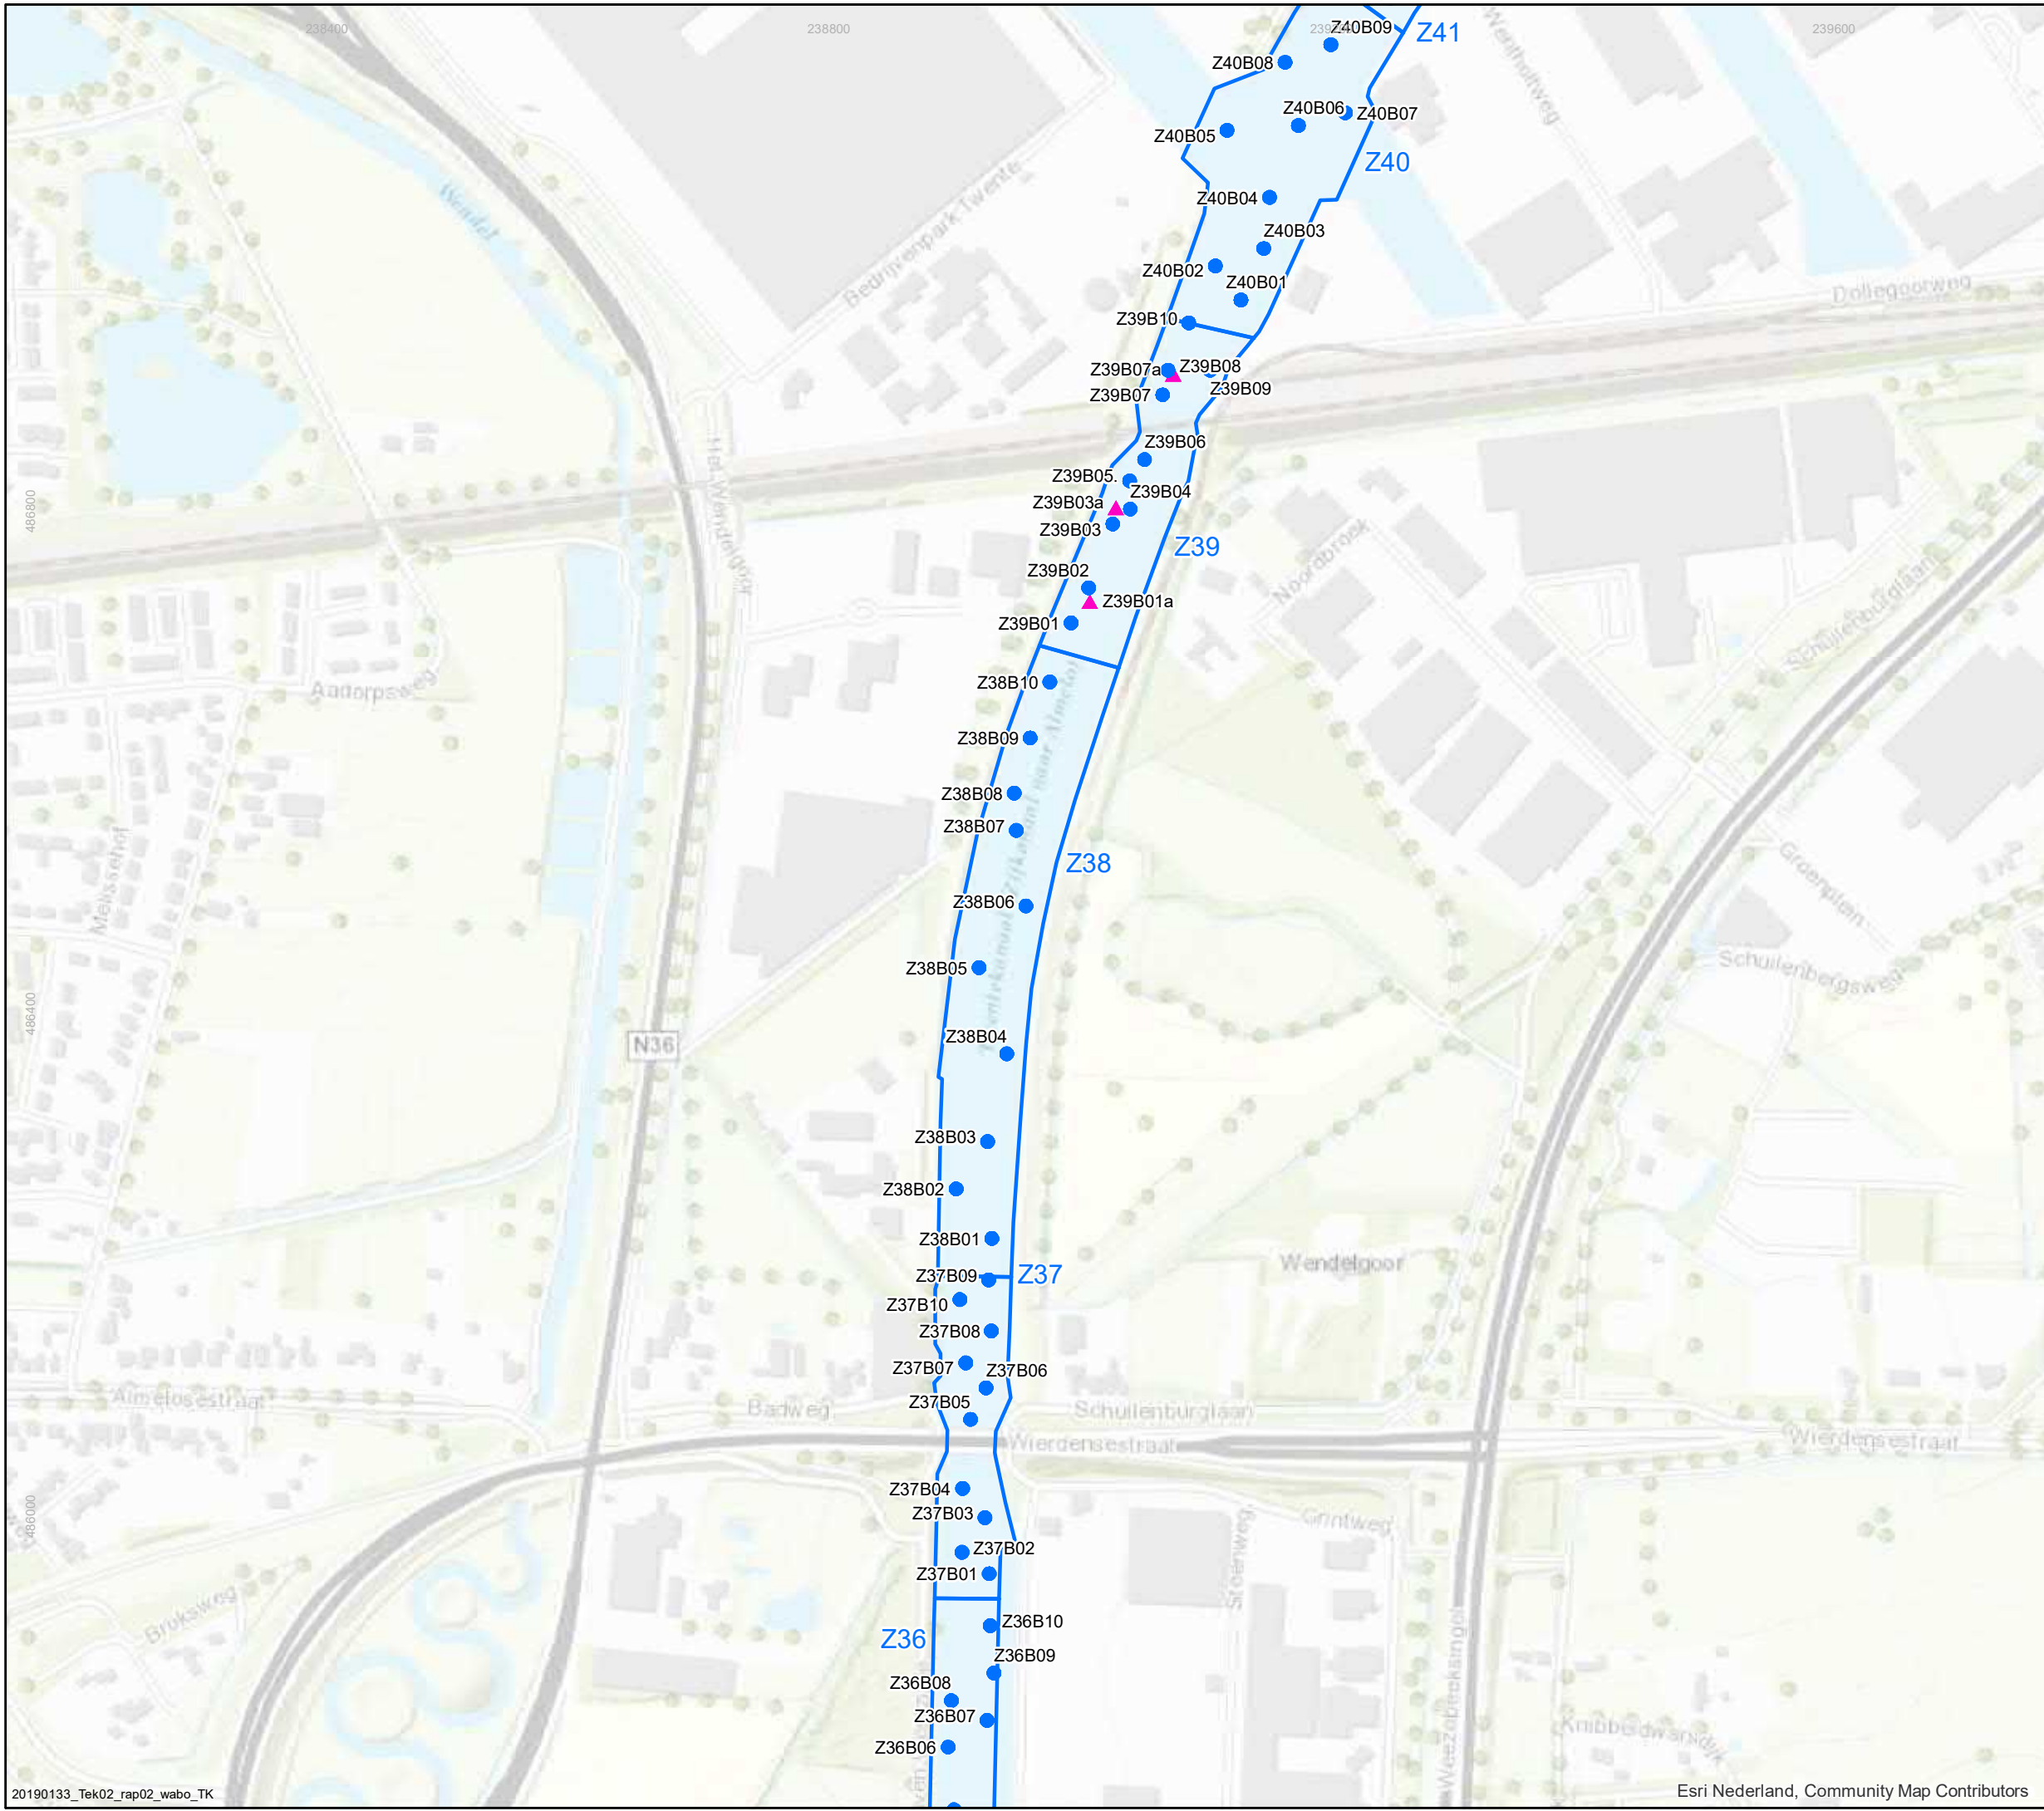 238400
238800
239600
Z41
Z40B09
Z40B08
Wentholtweg
Z40B06
Z40B07
Z40B05
Z40
Bedrijvenpark Twente
Wendel
Z40B04
Z40B03
Z40B02
Z40B01
Dollegoorweg
Z39B10
Z39B07a
Z39B08
Z39B09
Z39B07
Z39B06
Z39B05.
Z39B04
Z39B03a
Z39B03
486800
Z39
Noordbroek
Z39B02
Z39B01a
Z39B01
Schuilenburglaan
Z38B10
Aadorpsweg
Z38B09
Z38B08
Z38B07
Z38
Melissehof
Groenplein
Z38B06
Z38B05
Schuilenbergsweg
486400
N36
Z38B04
Z38B03
Z38B02
Z38B01
Wendelgoor
Z37B09
Z37
Z37B10
Z37B08
Z37B07
Z37B06
Almelosestraat
Badweg
Z37B05
Schuilenburglaan
Wierdensestraat
Wierdensestraat
Z37B04
Z37B03
486000
Grintweg
Z37B02
Z37B01
Steenweg
Broksweg
Z36B10
Z36
Z36B09
Z36B08
Z36B07
Z36B06
20190133_Tek02_rap02_wabo_TK
Esri Nederland, Community Map Contributors